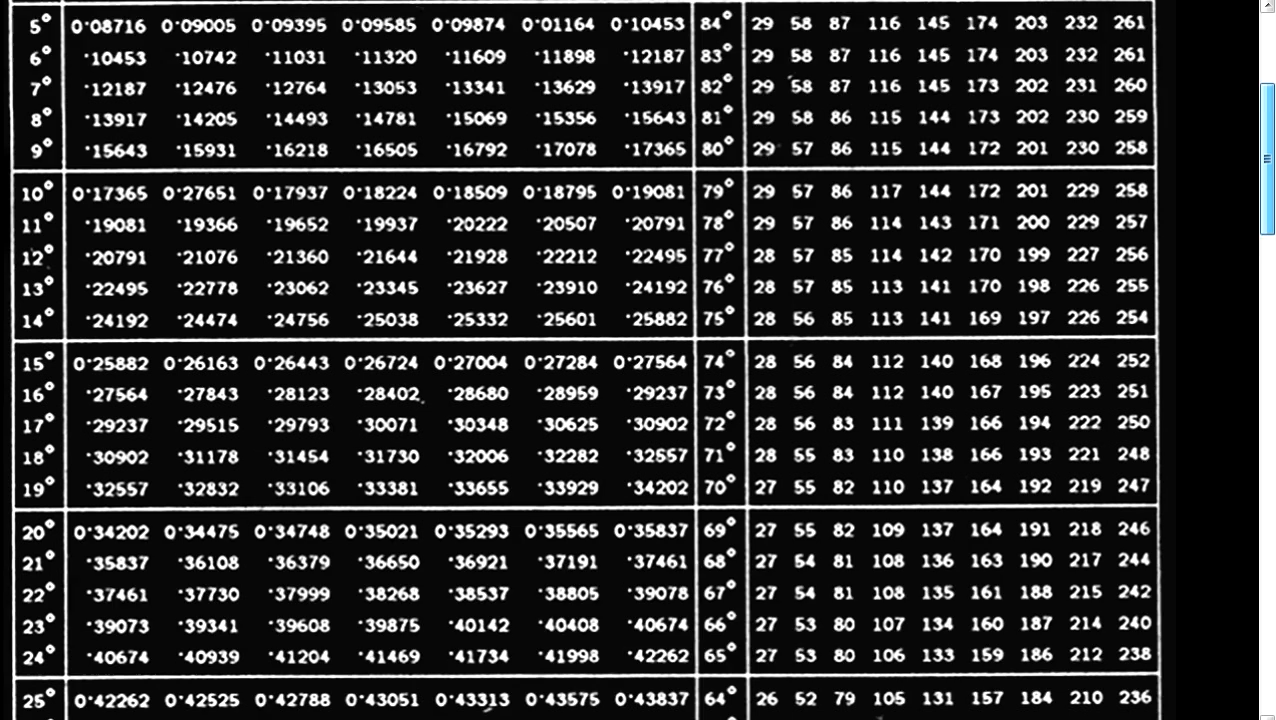 5° 0·08716 0·09005 0·09395 0·09585 0·09874 0·01164 0·10453 84° 29 58 87 116 145 174 203 232 261
6° ·10453 ·10742 ·11031 ·11320 ·11609 ·11898 ·12187 83° 29 58 87 116 145 174 203 232 261
7° ·12187 ·12476 ·12764 ·13053 ·13341 ·13629 ·13917 82° 29 58 87 116 145 173 202 231 260
8° ·13917 ·14205 ·14493 ·14781 ·15069 ·15356 ·15643 81° 29 58 86 115 144 173 202 230 259
9° ·15643 ·15931 ·16218 ·16505 ·16792 ·17078 ·17365 80° 29 57 86 115 144 172 201 230 258
10° 0·17365 0·27651 0·17937 0·18224 0·18509 0·18795 0·19081 79° 29 57 86 117 144 172 201 229 258
11° ·19081 ·19366 ·19652 ·19937 ·20222 ·20507 ·20791 78° 29 57 86 114 143 171 200 229 257
12° ·20791 ·21076 ·21360 ·21644 ·21928 ·22212 ·22495 77° 28 57 85 114 142 170 199 227 256
13° ·22495 ·22778 ·23062 ·23345 ·23627 ·23910 ·24192 76° 28 57 85 113 141 170 198 226 255
14° ·24192 ·24474 ·24756 ·25038 ·25332 ·25601 ·25882 75° 28 56 85 113 141 169 197 226 254
15° 0·25882 0·26163 0·26443 0·26724 0·27004 0·27284 0·27564 74° 28 56 84 112 140 168 196 224 252
16° ·27564 ·27843 ·28123 ·28402 ·28680 ·28959 ·29237 73° 28 56 84 112 140 167 195 223 251
17° ·29237 ·29515 ·29793 ·30071 ·30348 ·30625 ·30902 72° 28 56 83 111 139 166 194 222 250
18° ·30902 ·31178 ·31454 ·31730 ·32006 ·32282 ·32557 71° 28 55 83 110 138 166 193 221 248
19° ·32557 ·32832 ·33106 ·33381 ·33655 ·33929 ·34202 70° 27 55 82 110 137 164 192 219 247
20° 0·34202 0·34475 0·34748 0·35021 0·35293 0·35565 0·35837 69° 27 55 82 109 137 164 191 218 246
21° ·35837 ·36108 ·36379 ·36650 ·36921 ·37191 ·37461 68° 27 54 81 108 136 163 190 217 244
22° ·37461 ·37730 ·37999 ·38268 ·38537 ·38805 ·39078 67° 27 54 81 108 135 161 188 215 242
23° ·39073 ·39341 ·39608 ·39875 ·40142 ·40408 ·40674 66° 27 53 80 107 134 160 187 214 240
24° ·40674 ·40939 ·41204 ·41469 ·41734 ·41998 ·42262 65° 27 53 80 106 133 159 186 212 238
25° 0·42262 0·42525 0·42788 0·43051 0·43313 0·43575 0·43837 64° 26 52 79 105 131 157 184 210 236